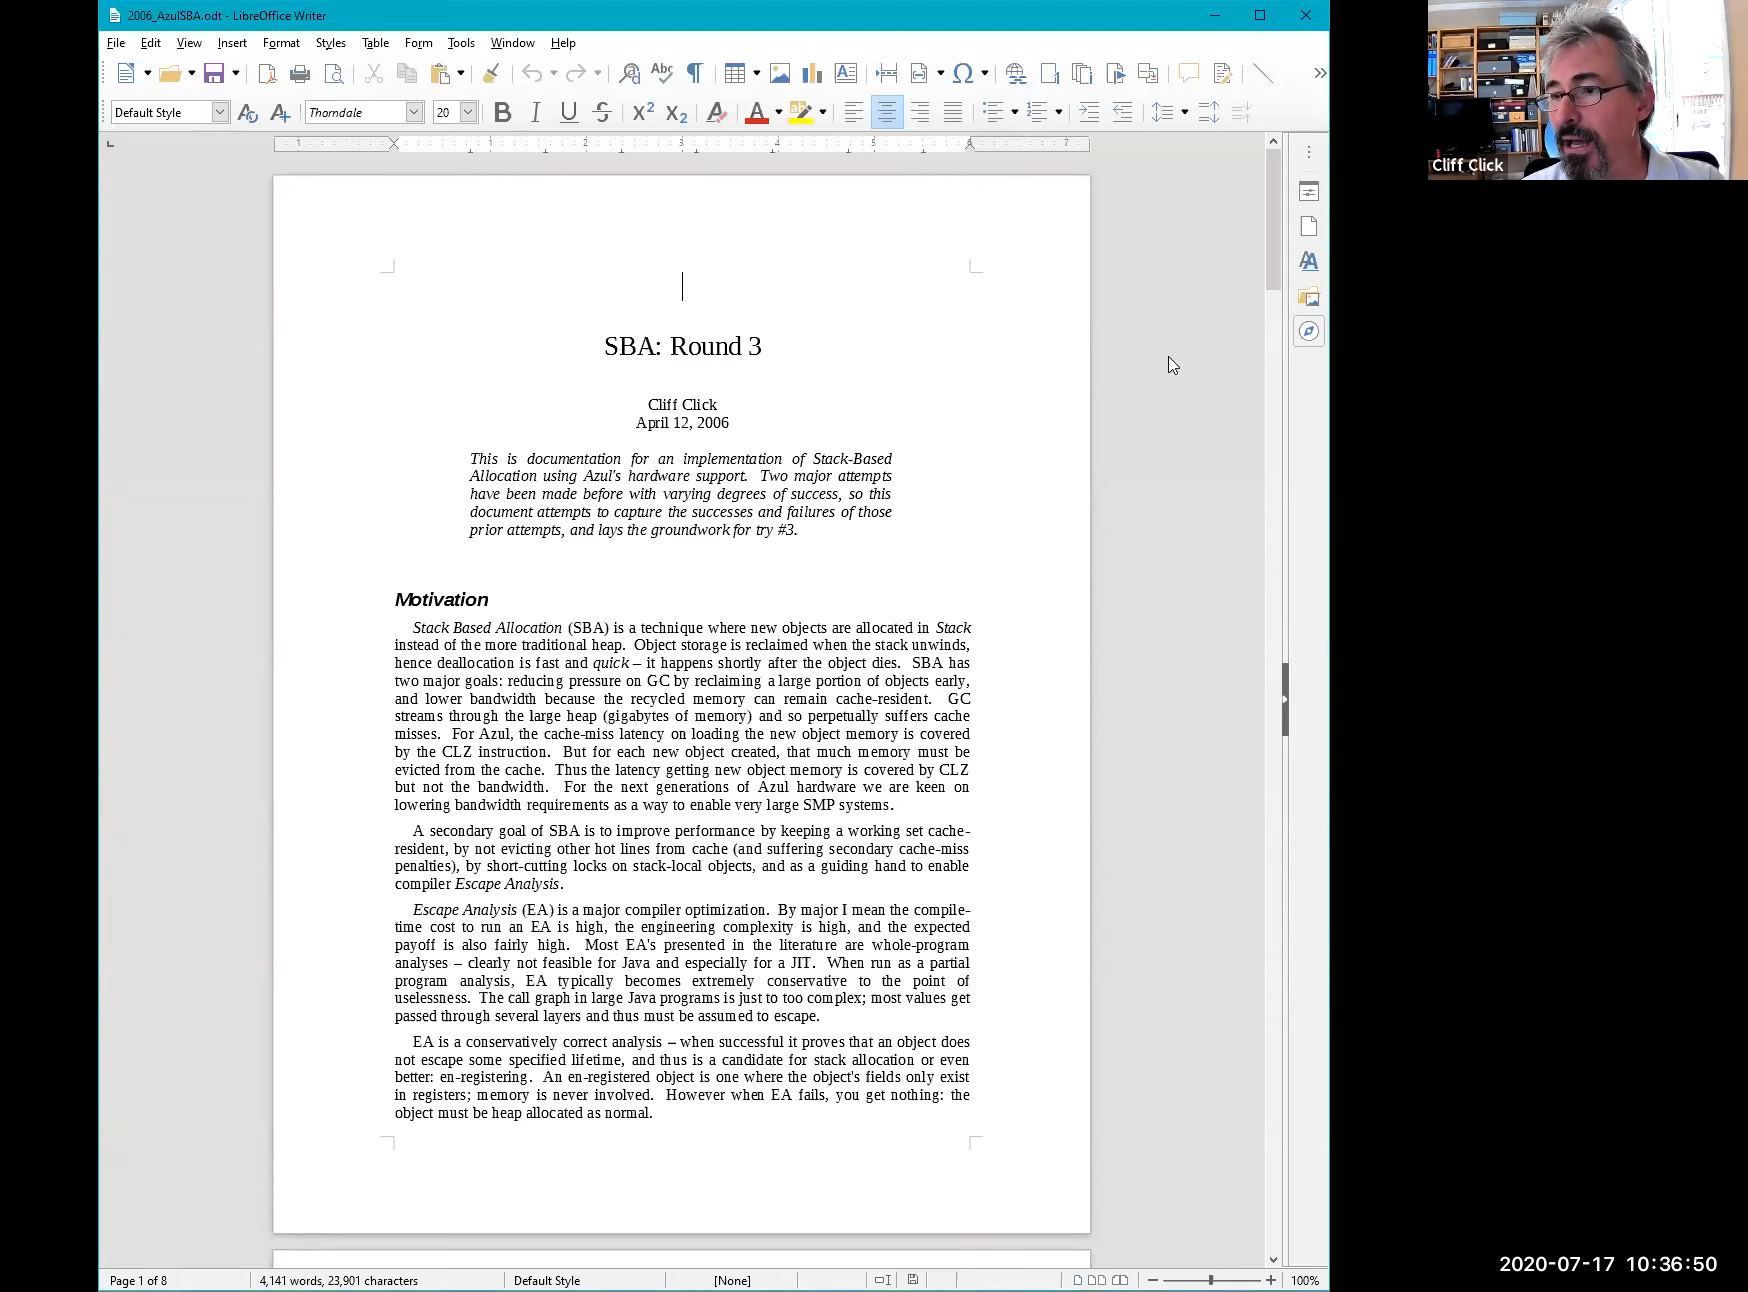 2006_AzulSBA.odt - LibreOffice Writer
File Edit View Insert Format Styles Table Form Tools Window Help
Default Style Thorndale 20
1 1 2 3 4 5 6 7
SBA: Round 3
Cliff Click
April 12, 2006
This is documentation for an implementation of Stack-Based
Allocation using Azul's hardware support. Two major attempts
have been made before with varying degrees of success, so this
document attempts to capture the successes and failures of those
prior attempts, and lays the groundwork for try #3.
Motivation
Stack Based Allocation (SBA) is a technique where new objects are allocated in Stack
instead of the more traditional heap. Object storage is reclaimed when the stack unwinds,
hence deallocation is fast and quick – it happens shortly after the object dies. SBA has
two major goals: reducing pressure on GC by reclaiming a large portion of objects early,
and lower bandwidth because the recycled memory can remain cache-resident. GC
streams through the large heap (gigabytes of memory) and so perpetually suffers cache
misses. For Azul, the cache-miss latency on loading the new object memory is covered
by the CLZ instruction. But for each new object created, that much memory must be
evicted from the cache. Thus the latency getting new object memory is covered by CLZ
but not the bandwidth. For the next generations of Azul hardware we are keen on
lowering bandwidth requirements as a way to enable very large SMP systems.
A secondary goal of SBA is to improve performance by keeping a working set cache-
resident, by not evicting other hot lines from cache (and suffering secondary cache-miss
penalties), by short-cutting locks on stack-local objects, and as a guiding hand to enable
compiler Escape Analysis.
Escape Analysis (EA) is a major compiler optimization. By major I mean the compile-
time cost to run an EA is high, the engineering complexity is high, and the expected
payoff is also fairly high. Most EA's presented in the literature are whole-program
analyses – clearly not feasible for Java and especially for a JIT. When run as a partial
program analysis, EA typically becomes extremely conservative to the point of
uselessness. The call graph in large Java programs is just to too complex; most values get
passed through several layers and thus must be assumed to escape.
EA is a conservatively correct analysis – when successful it proves that an object does
not escape some specified lifetime, and thus is a candidate for stack allocation or even
better: en-registering. An en-registered object is one where the object's fields only exist
in registers; memory is never involved. However when EA fails, you get nothing: the
object must be heap allocated as normal.
Page 1 of 8 4,141 words, 23,901 characters Default Style [None] 100%
Cliff Click
2020-07-17 10:36:50